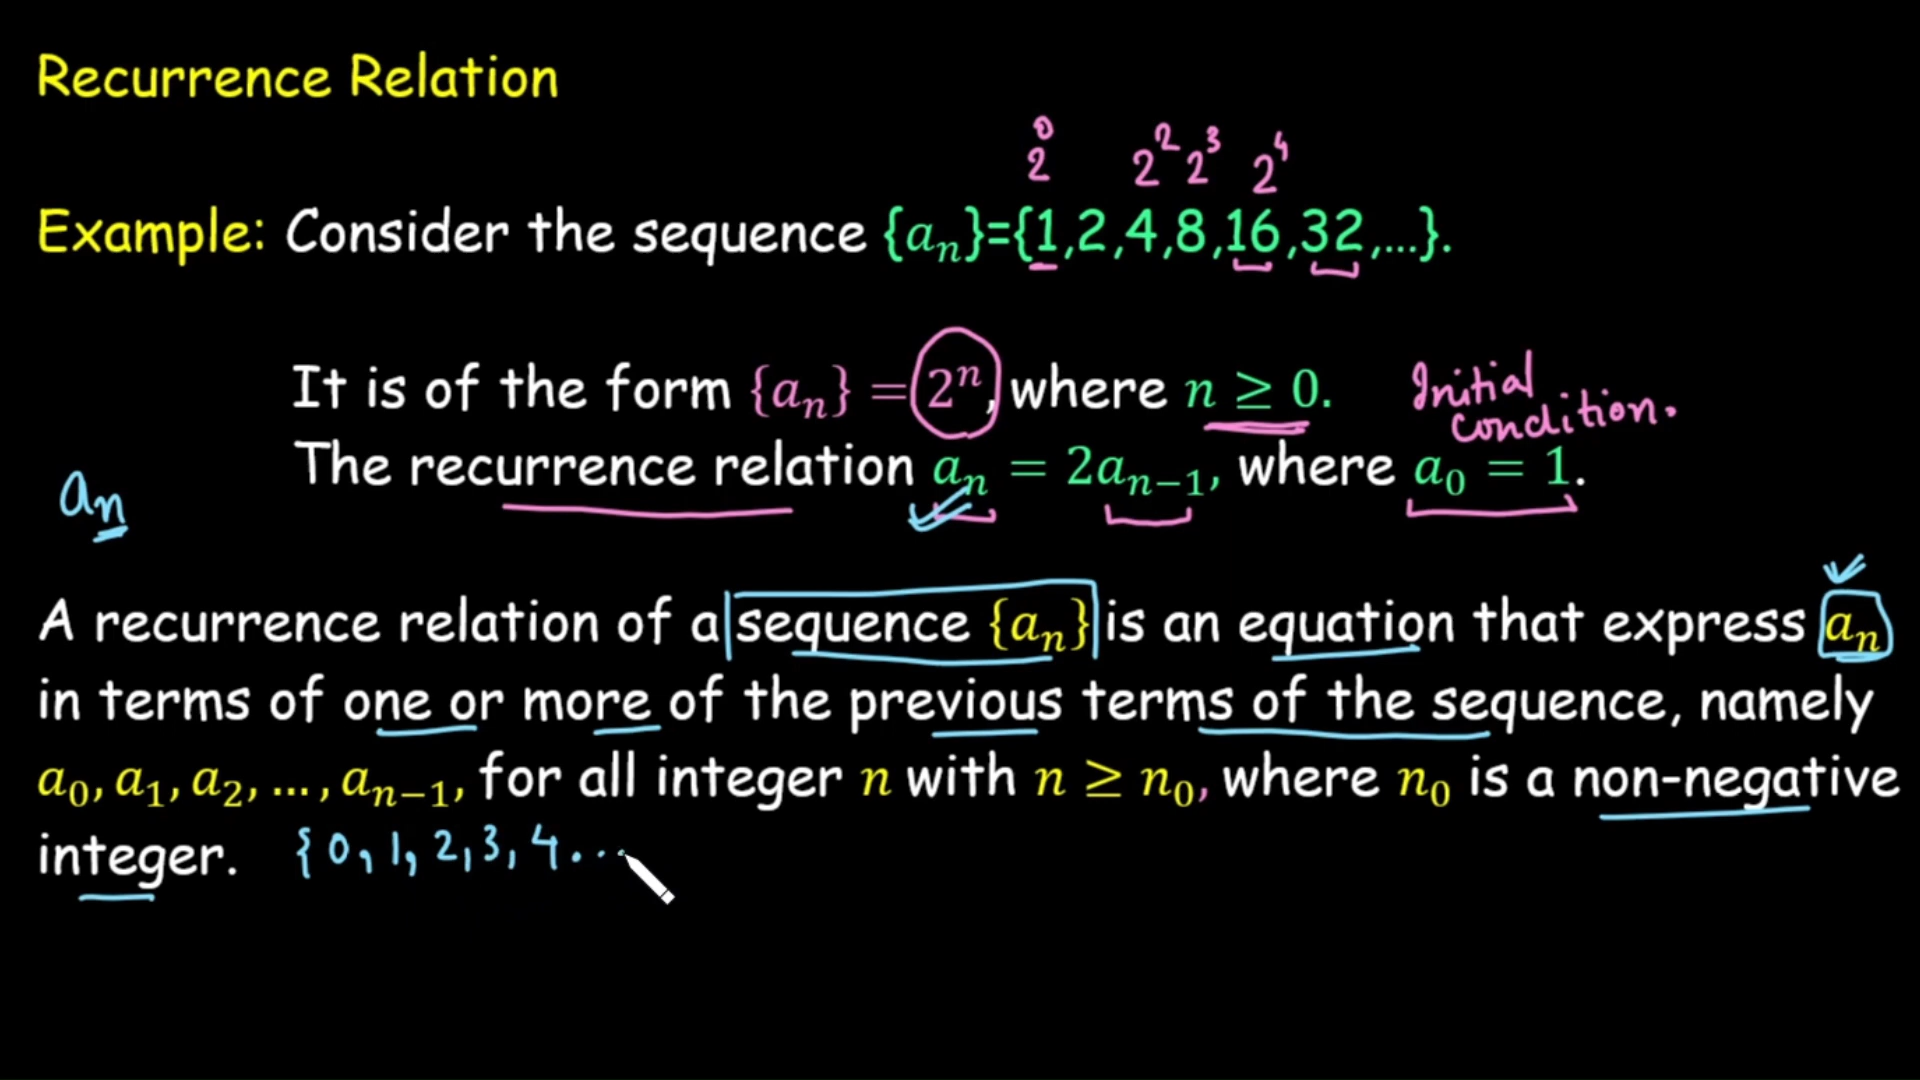 Recurrence Relation
2⁰ 2² 2³ 2⁴
Example: Consider the sequence {aₙ}={1,2,4,8,16,32,...}.
It is of the form {aₙ} = 2ⁿ, where n ≥ 0.
Initial
condition.
The recurrence relation aₙ = 2aₙ₋₁, where a₀ = 1.
aₙ
A recurrence relation of a sequence {aₙ} is an equation that express aₙ
in terms of one or more of the previous terms of the sequence, namely
a₀, a₁, a₂, ... , aₙ₋₁, for all integer n with n ≥ n₀, where n₀ is a non-negative
integer. {0, 1, 2, 3, 4 ...